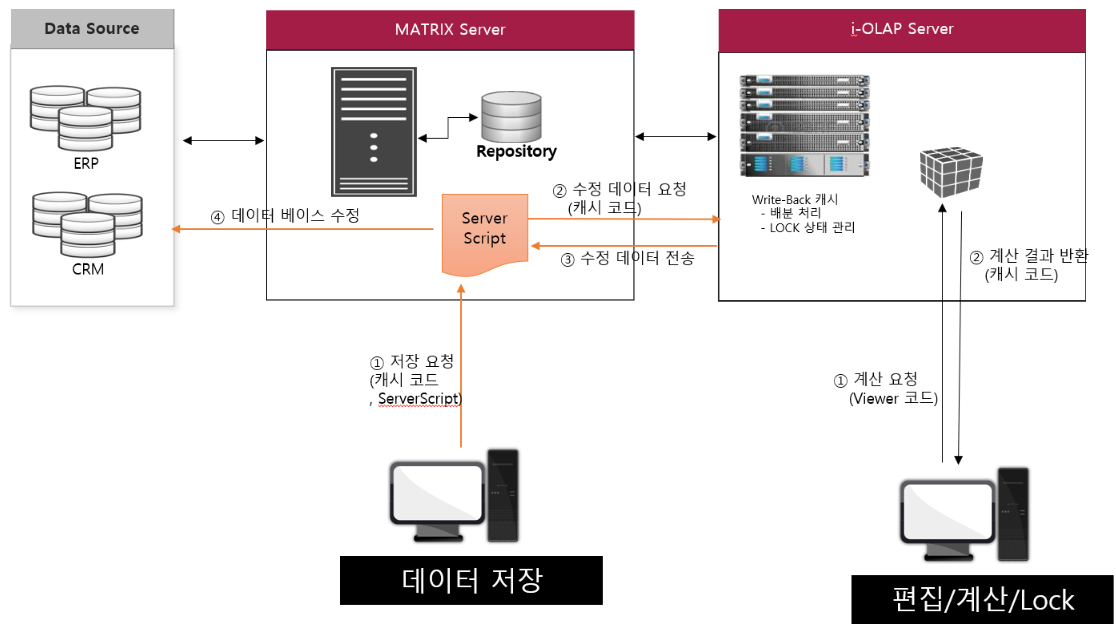 Data Source
MATRIX Server
i-OLAP Server
ERP
CRM
Repository
Server
Script
Write-Back 캐시
- 배분 처리
- LOCK 상태 관리
② 수정 데이터 요청
(캐시 코드)
③ 수정 데이터 전송
④ 데이터 베이스 수정
② 계산 결과 반환
(캐시 코드)
① 저장 요청
(캐시 코드
, ServerScript)
① 계산 요청
(Viewer 코드)
데이터 저장
편집/계산/Lock